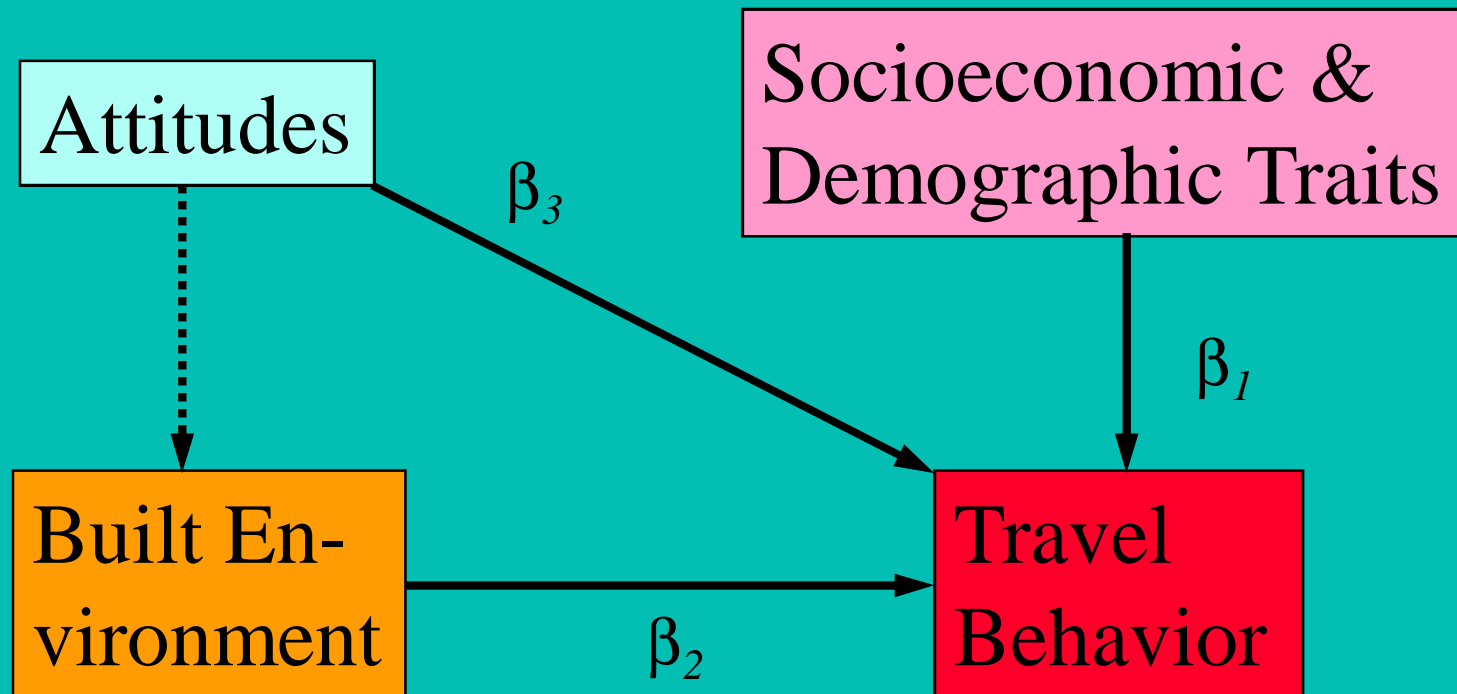 Attitudes
Socioeconomic &
Demographic Traits
β3
β1
Built En-
vironment
β2
Travel
Behavior